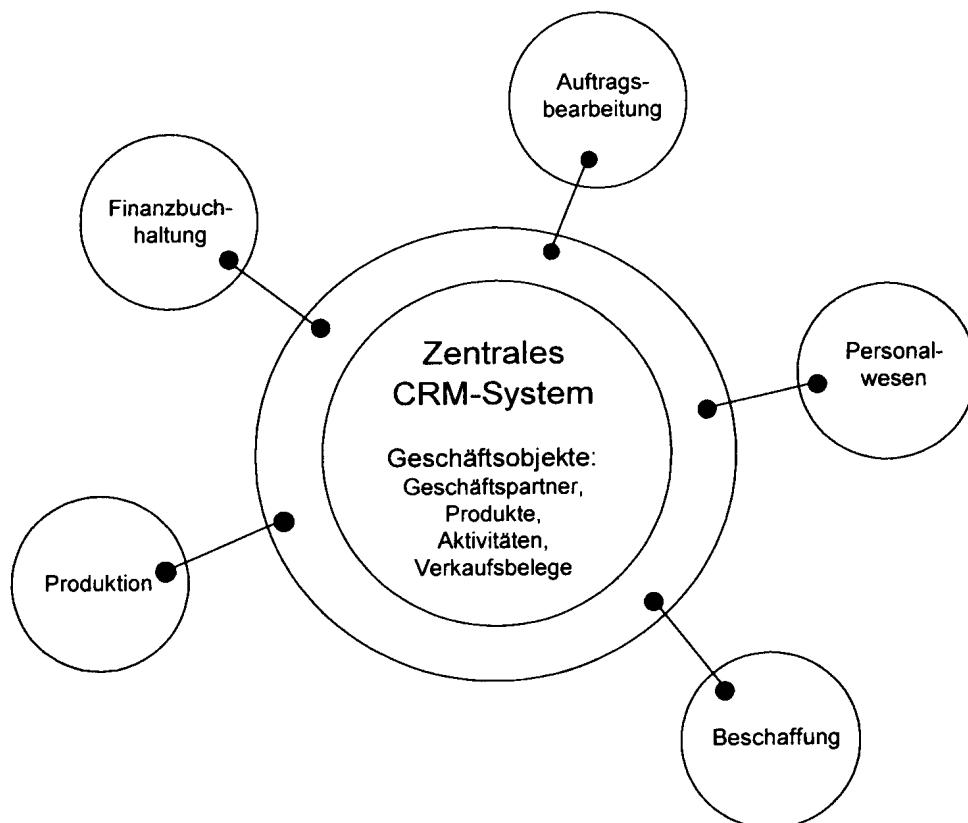 Auftrags-
bearbeitung
Finanzbuch-
haltung
Zentrales
CRM-System
Geschäftsobjekte:
Geschäftspartner,
Produkte,
Aktivitäten,
Verkaufsbelege
Personal-
wesen
Produktion
Beschaffung